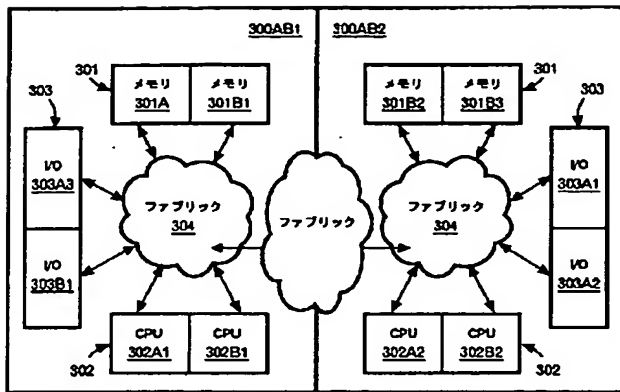 300AB1
300AB2
301
メモリ
301A
メモリ
301B1
メモリ
301B2
メモリ
301B3
301
303
I/O
303A3
I/O
303B1
ファブリック
304
ファブリック
ファブリック
304
303
I/O
303A1
I/O
303A2
CPU
302A1
CPU
302B1
302
CPU
302A2
CPU
302B2
302